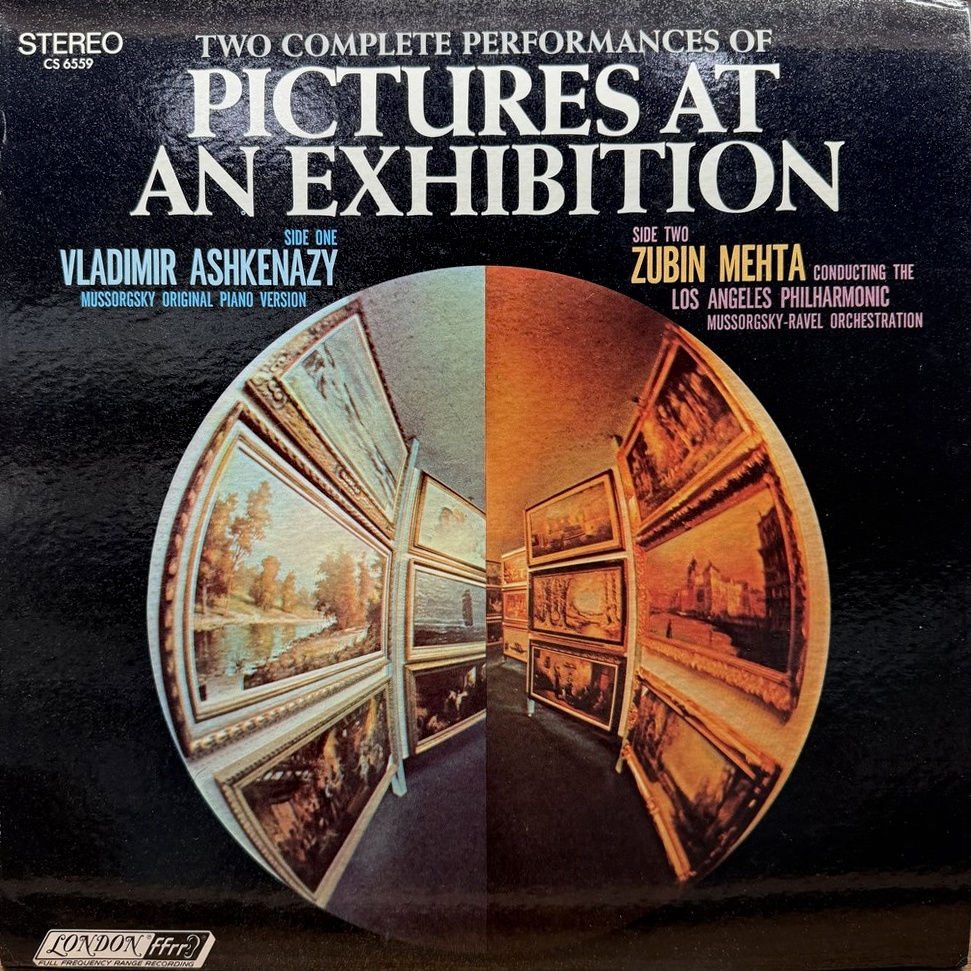 STEREO
CS 6559
TWO COMPLETE PERFORMANCES OF
PICTURES AT
AN EXHIBITION
SIDE ONE
VLADIMIR ASHKENAZY
MUSSORGSKY ORIGINAL PIANO VERSION
SIDE TWO
ZUBIN MEHTA CONDUCTING THE
LOS ANGELES PHILHARMONIC
MUSSORGSKY-RAVEL ORCHESTRATION
LONDON ffrr
FULL FREQUENCY RANGE RECORDING